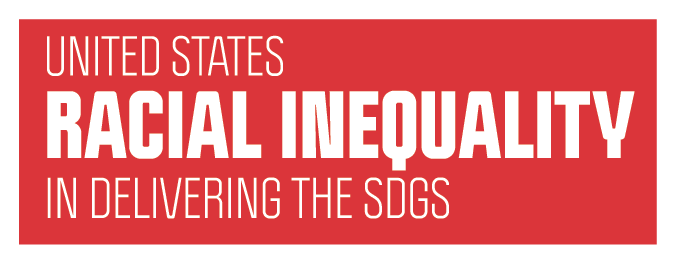 UNITED STATES
RACIAL INEQUALITY
IN DELIVERING THE SDGS